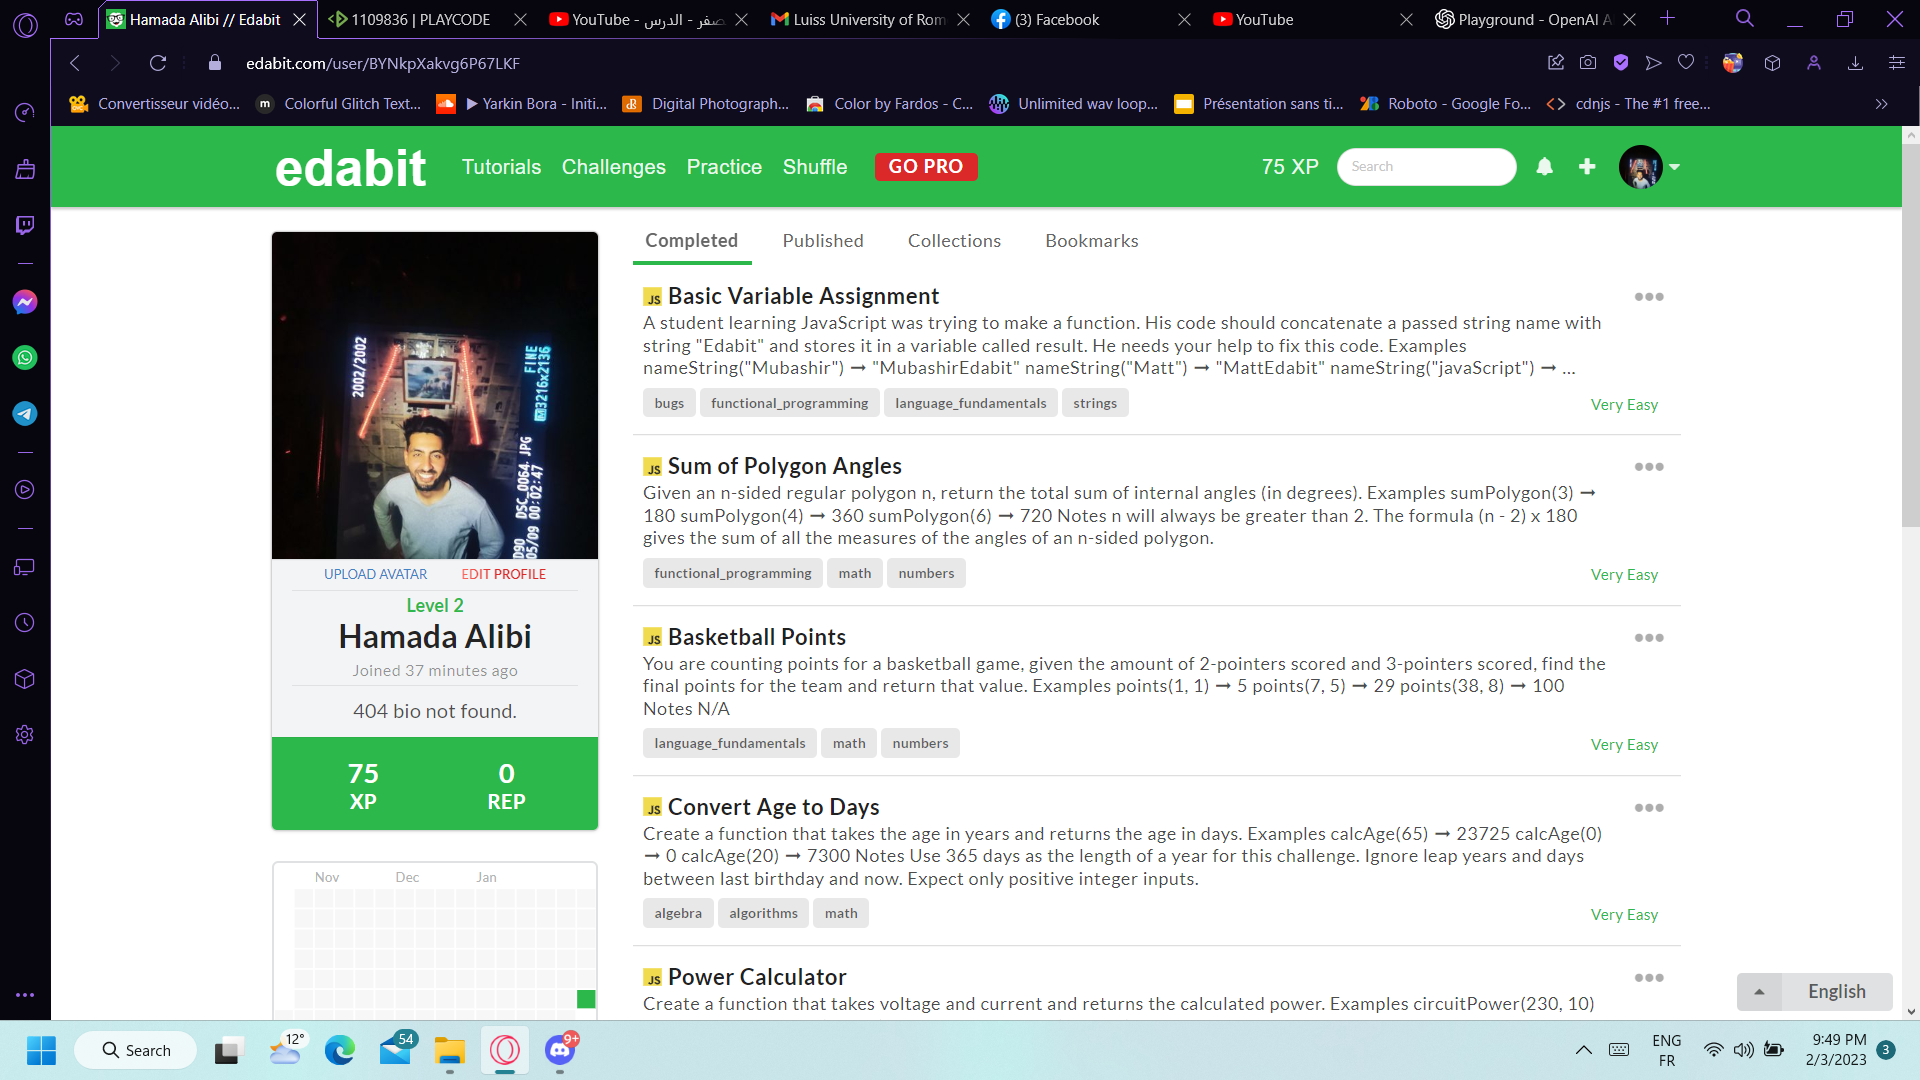 Hamada Alibi // Edabit
1109836 | PLAYCODE
YouTube - صفر - الدرس
Luiss University of Rom
(3) Facebook
YouTube
Playground - OpenAI A
edabit.com/user/BYNkpXakvg6P67LKF
Convertisseur vidéo...
m Colorful Glitch Text...
▶ Yarkin Bora - Initi...
Digital Photograph...
Color by Fardos - C...
Unlimited wav loop...
Présentation sans ti...
Roboto - Google Fo...
cdnjs - The #1 free...
edabit Tutorials Challenges Practice Shuffle GO PRO 75 XP Search
2002/2002
FINE
3216x2136
D90 DSC_0064.JPG
05/09 00:02:47
UPLOAD AVATAR EDIT PROFILE
Level 2
Hamada Alibi
Joined 37 minutes ago
404 bio not found.
75 0
XP REP
Nov Dec Jan
Completed Published Collections Bookmarks
JS Basic Variable Assignment
A student learning JavaScript was trying to make a function. His code should concatenate a passed string name with
string "Edabit" and stores it in a variable called result. He needs your help to fix this code. Examples
nameString("Mubashir") ➞ "MubashirEdabit" nameString("Matt") ➞ "MattEdabit" nameString("javaScript") ➞ ...
bugs functional_programming language_fundamentals strings
Very Easy
JS Sum of Polygon Angles
Given an n-sided regular polygon n, return the total sum of internal angles (in degrees). Examples sumPolygon(3) ➞
180 sumPolygon(4) ➞ 360 sumPolygon(6) ➞ 720 Notes n will always be greater than 2. The formula (n - 2) x 180
gives the sum of all the measures of the angles of an n-sided polygon.
functional_programming math numbers
Very Easy
JS Basketball Points
You are counting points for a basketball game, given the amount of 2-pointers scored and 3-pointers scored, find the
final points for the team and return that value. Examples points(1, 1) ➞ 5 points(7, 5) ➞ 29 points(38, 8) ➞ 100
Notes N/A
language_fundamentals math numbers
Very Easy
JS Convert Age to Days
Create a function that takes the age in years and returns the age in days. Examples calcAge(65) ➞ 23725 calcAge(0)
➞ 0 calcAge(20) ➞ 7300 Notes Use 365 days as the length of a year for this challenge. Ignore leap years and days
between last birthday and now. Expect only positive integer inputs.
algebra algorithms math
Very Easy
JS Power Calculator
Create a function that takes voltage and current and returns the calculated power. Examples circuitPower(230, 10)
English
Search
12°
54
9+
ENG
FR
9:49 PM
2/3/2023
3